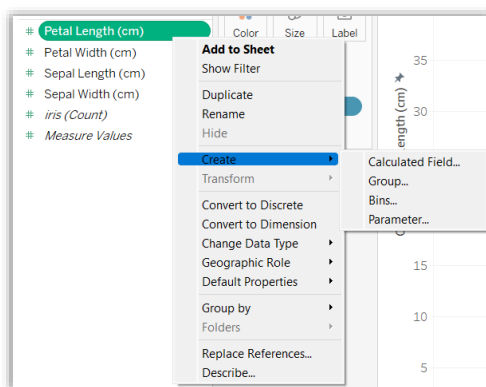 # Petal Length (cm)
# Petal Width (cm)
# Sepal Length (cm)
# Sepal Width (cm)
# iris (Count)
# Measure Values
Color Size Label
Add to Sheet
Show Filter
Duplicate
Rename
Hide
Create
Transform
Convert to Discrete
Convert to Dimension
Change Data Type
Geographic Role
Default Properties
Group by
Folders
Replace References...
Describe...
Calculated Field...
Group...
Bins...
Parameter...
(cm)
35
30
15
10
5